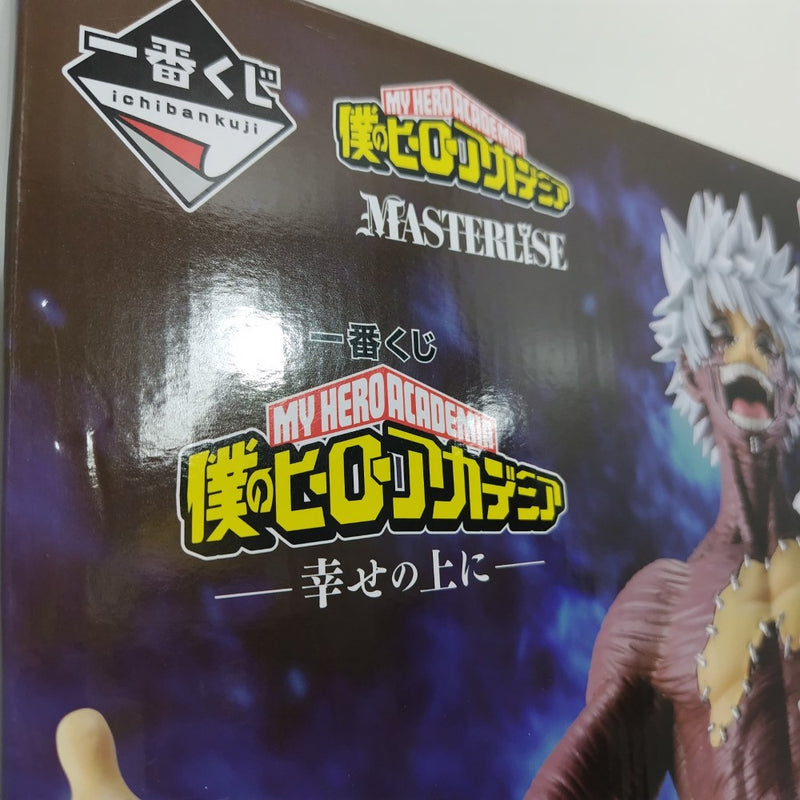 一番くじ
ichibankuji
MY HERO ACADEMIA
僕のヒーローアカデミア
MASTERLISE
一番くじ
MY HERO ACADEMIA
僕のヒーローアカデミア
幸せの上に